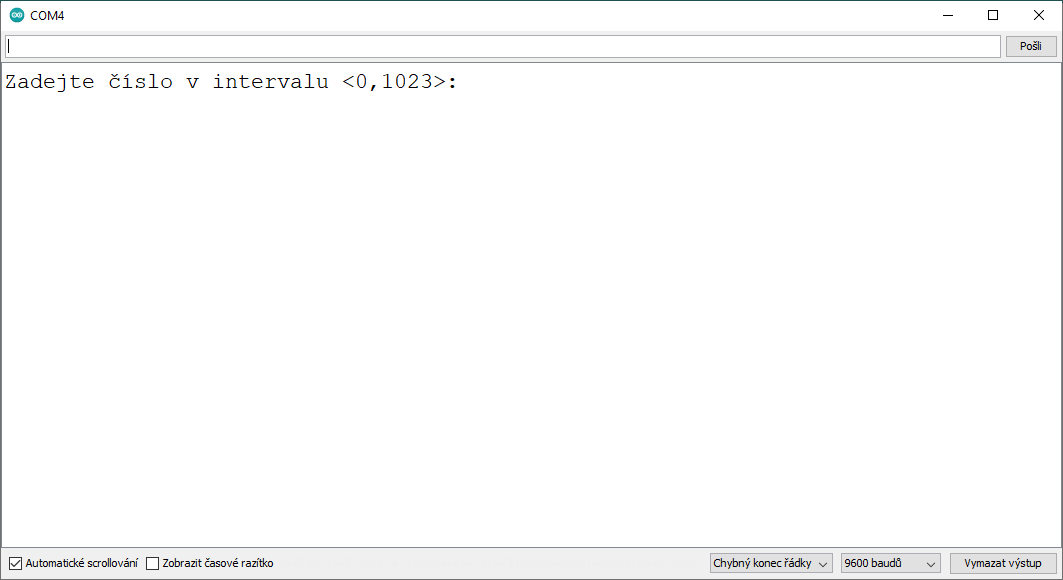 COM4
Pošli
Zadejte číslo v intervalu <0,1023>:
Automatické scrollování Zobrazit časové razítko Chybný konec řádky 9600 baudů Vymazat výstup